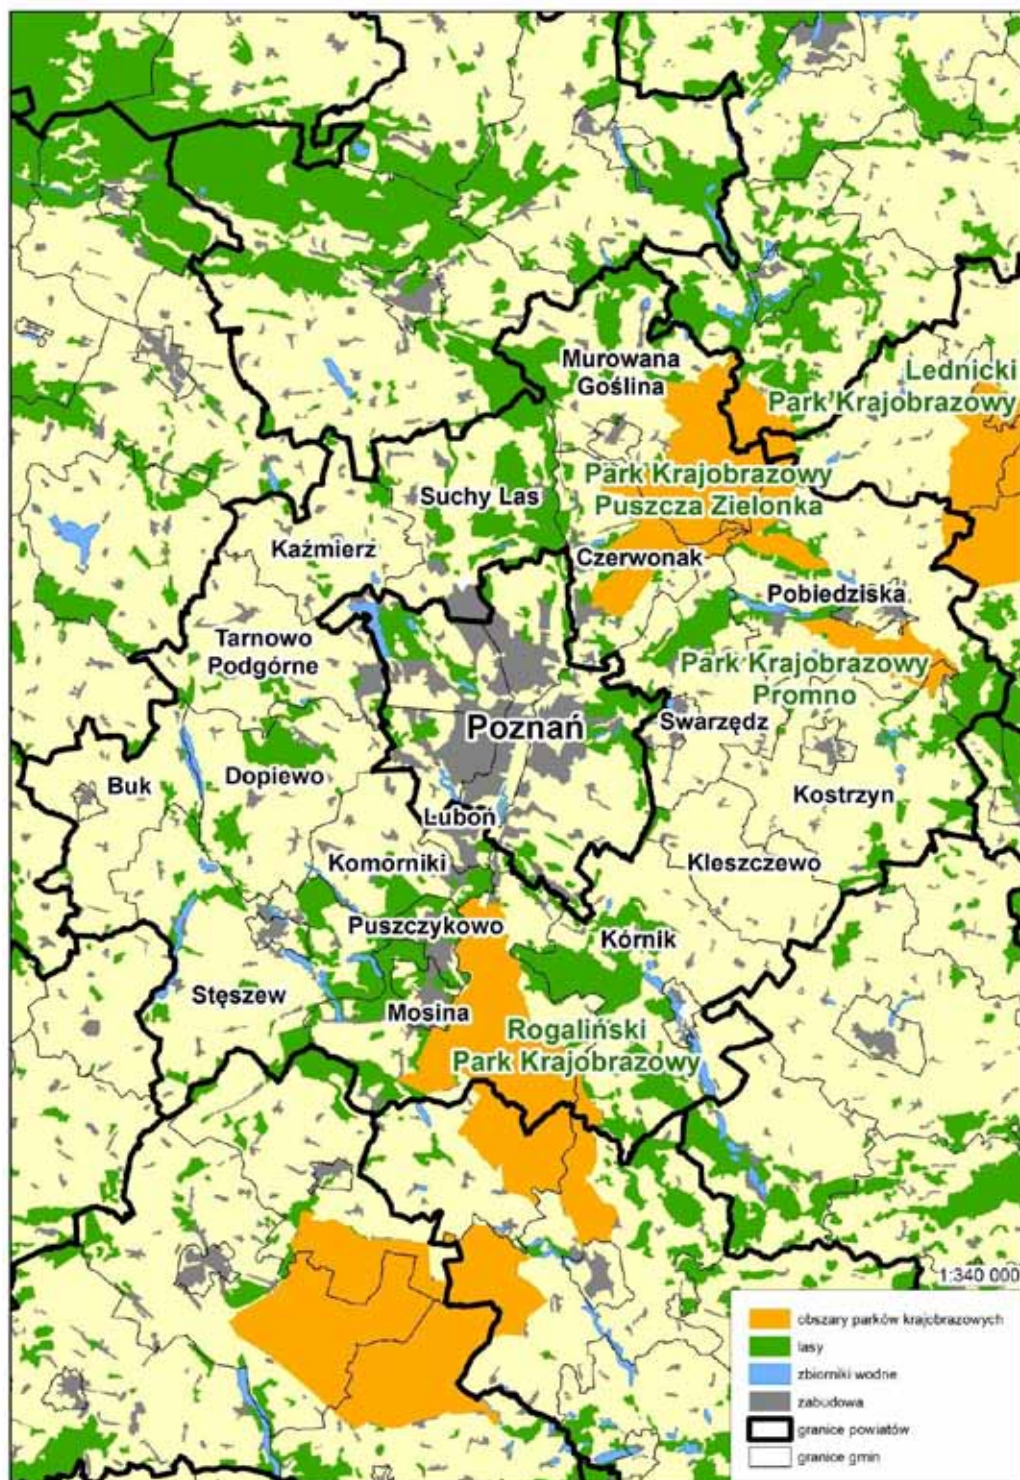 Murowana
Goślina
Lednicki
Park Krajobrazowy
Park Krajobrazowy
Puszcza Zielonka
Suchy Las
Kaźmierz
Czerwonak
Pobiedziska
Tarnowo
Podgórne
Park Krajobrazowy
Promno
Swarzędz
Poznań
Buk
Dopiewo
Kostrzyn
Luboń
Komorniki
Kleszczewo
Puszczykowo
Kórnik
Stęszew
Mosina
Rogaliński
Park Krajobrazowy
1:340 000
obszary parków krajobrazowych
lasy
zbiorniki wodne
zabudowa
granice powiatów
granice gmin